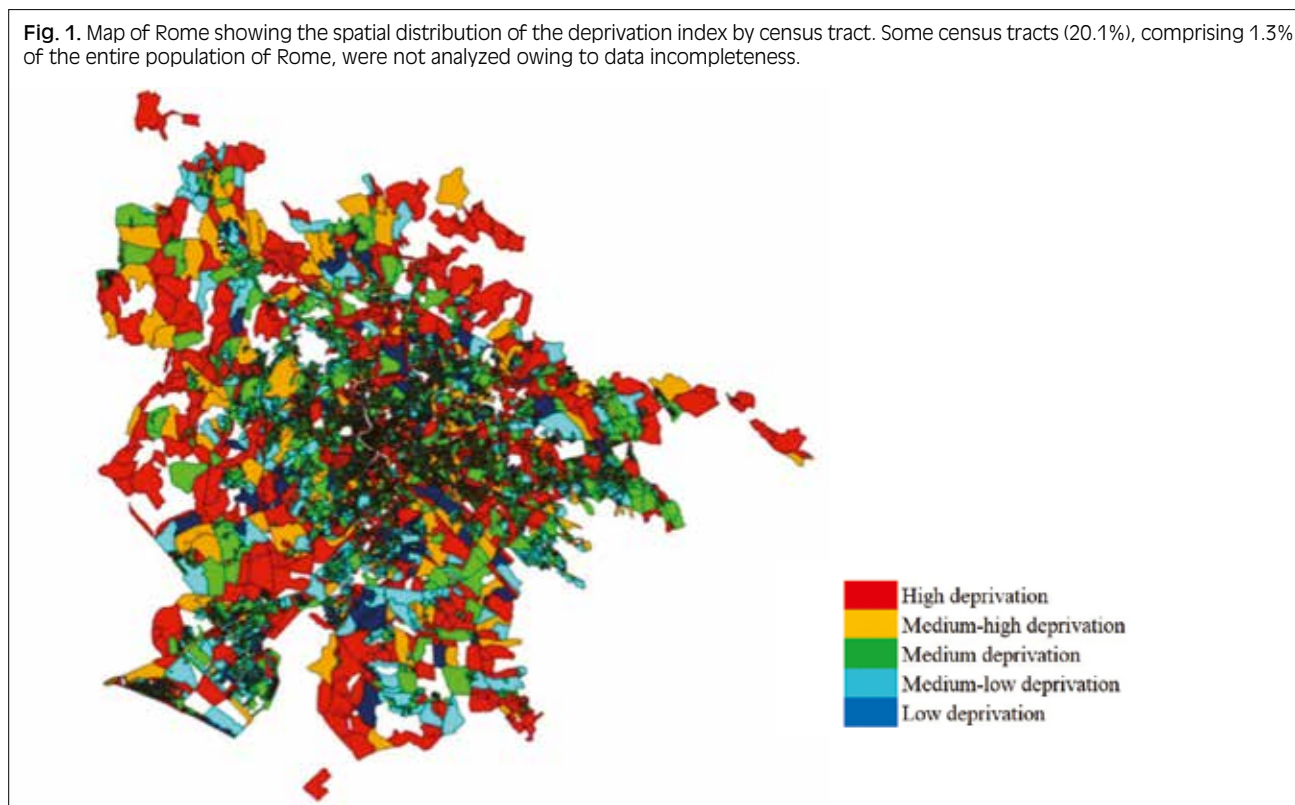 Fig. 1. Map of Rome showing the spatial distribution of the deprivation index by census tract. Some census tracts (20.1%), comprising 1.3%
of the entire population of Rome, were not analyzed owing to data incompleteness.
High deprivation
Medium-high deprivation
Medium deprivation
Medium-low deprivation
Low deprivation